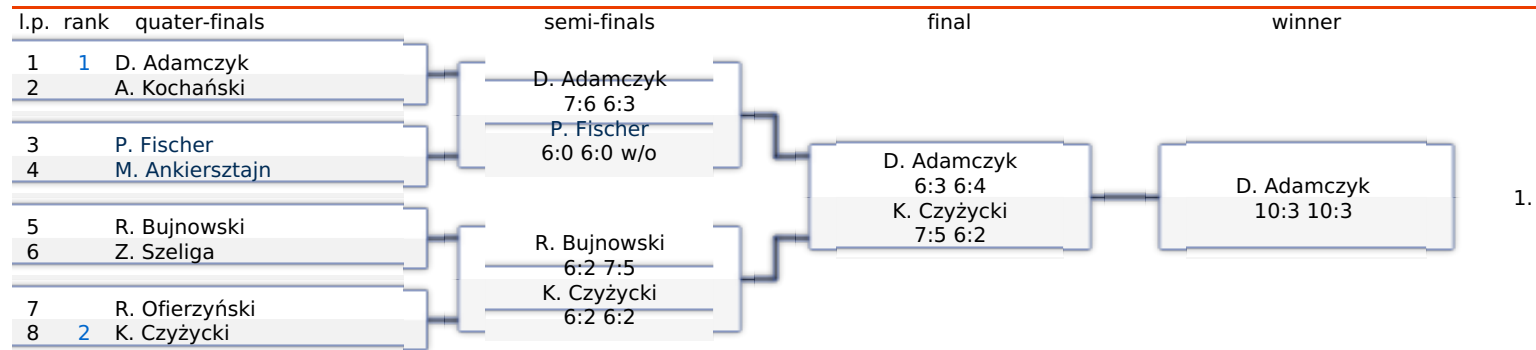 l.p. rank quater-finals semi-finals final winner
1 1 D. Adamczyk
2 A. Kochański
3 P. Fischer
4 M. Ankiersztajn
5 R. Bujnowski
6 Z. Szeliga
7 R. Ofierzyński
8 2 K. Czyżycki
D. Adamczyk
7:6 6:3
P. Fischer
6:0 6:0 w/o
R. Bujnowski
6:2 7:5
K. Czyżycki
6:2 6:2
D. Adamczyk
6:3 6:4
K. Czyżycki
7:5 6:2
D. Adamczyk
10:3 10:3
1.